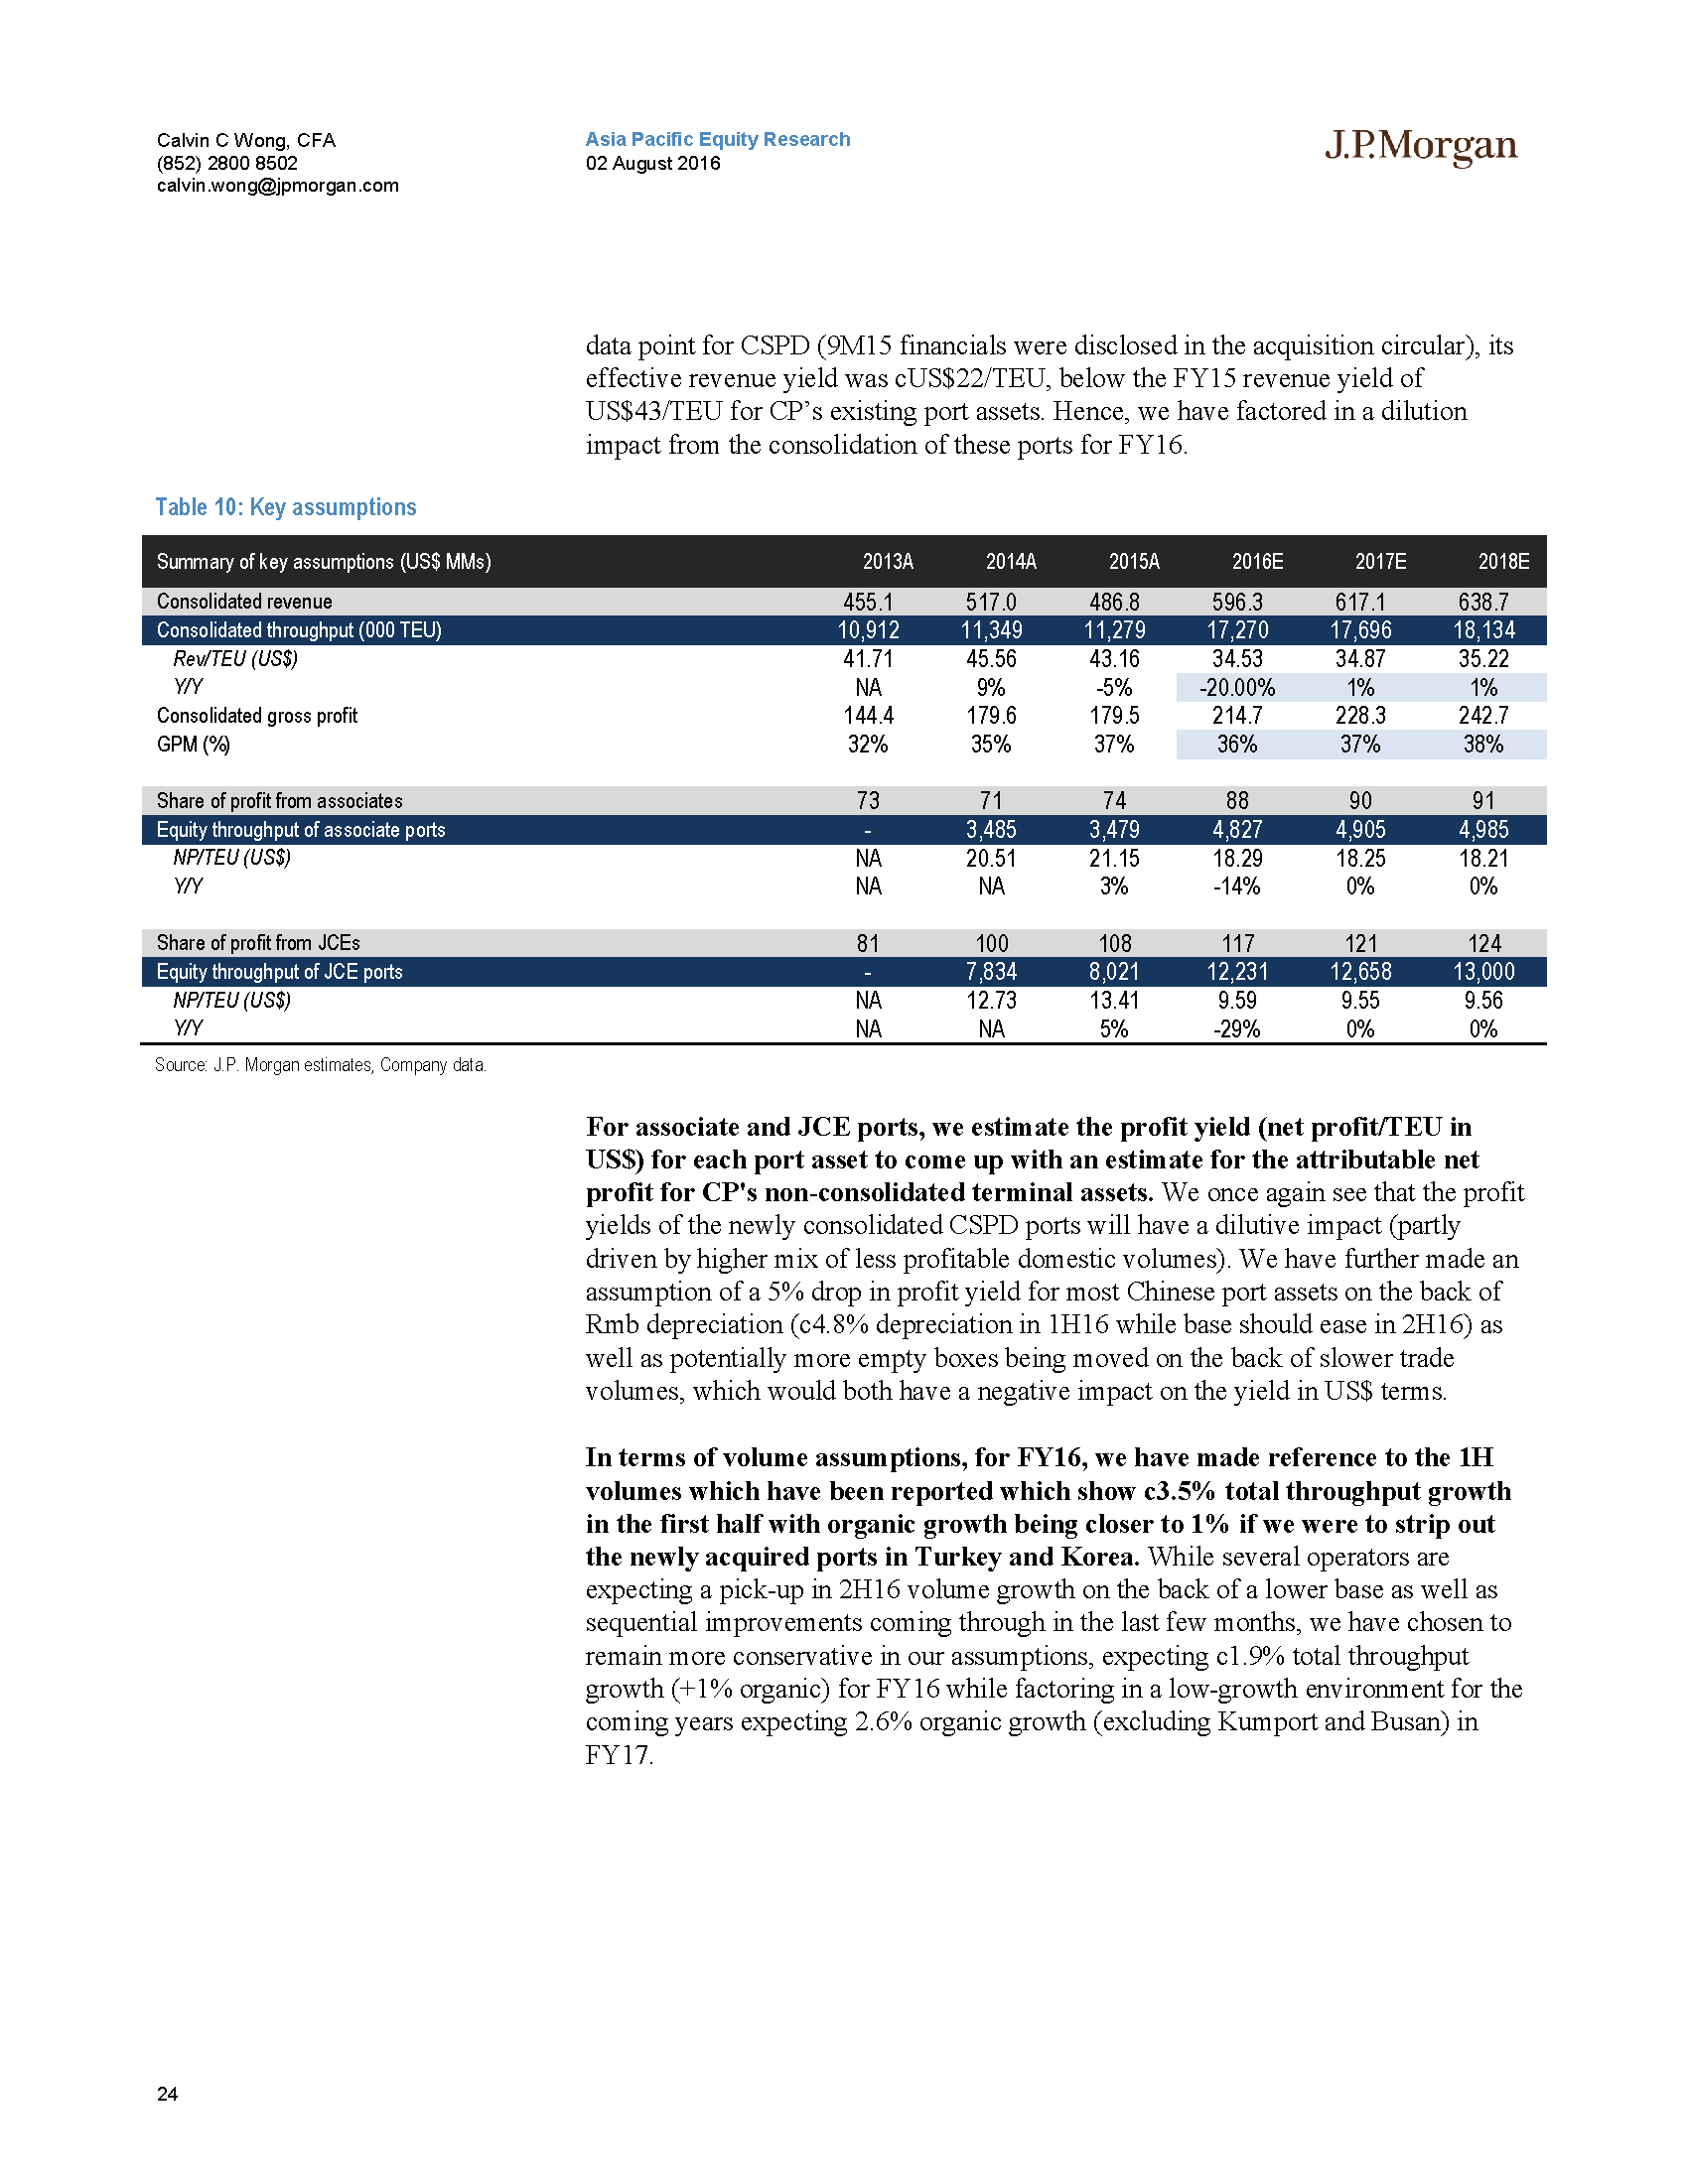 Calvin C Wong, CFA
(852) 2800 8502
calvin.wong@jpmorgan.com
Asia Pacific Equity Research
02 August 2016
J.P.Morgan
data point for CSPD (9M15 financials were disclosed in the acquisition circular), its
effective revenue yield was cUS$22/TEU, below the FY15 revenue yield of
US$43/TEU for CP’s existing port assets. Hence, we have factored in a dilution
impact from the consolidation of these ports for FY16.
Table 10: Key assumptions
Summary of key assumptions (US$ MMs) 2013A 2014A 2015A 2016E 2017E 2018E
Consolidated revenue 455.1 517.0 486.8 596.3 617.1 638.7
Consolidated throughput (000 TEU) 10,912 11,349 11,279 17,270 17,696 18,134
Rev/TEU (US$) 41.71 45.56 43.16 34.53 34.87 35.22
Y/Y NA 9% -5% -20.00% 1% 1%
Consolidated gross profit 144.4 179.6 179.5 214.7 228.3 242.7
GPM (%) 32% 35% 37% 36% 37% 38%
Share of profit from associates 73 71 74 88 90 91
Equity throughput of associate ports - 3,485 3,479 4,827 4,905 4,985
NP/TEU (US$) NA 20.51 21.15 18.29 18.25 18.21
Y/Y NA NA 3% -14% 0% 0%
Share of profit from JCEs 81 100 108 117 121 124
Equity throughput of JCE ports - 7,834 8,021 12,231 12,658 13,000
NP/TEU (US$) NA 12.73 13.41 9.59 9.55 9.56
Y/Y NA NA 5% -29% 0% 0%
Source: J.P. Morgan estimates, Company data.
For associate and JCE ports, we estimate the profit yield (net profit/TEU in
US$) for each port asset to come up with an estimate for the attributable net
profit for CP's non-consolidated terminal assets. We once again see that the profit
yields of the newly consolidated CSPD ports will have a dilutive impact (partly
driven by higher mix of less profitable domestic volumes). We have further made an
assumption of a 5% drop in profit yield for most Chinese port assets on the back of
Rmb depreciation (c4.8% depreciation in 1H16 while base should ease in 2H16) as
well as potentially more empty boxes being moved on the back of slower trade
volumes, which would both have a negative impact on the yield in US$ terms.
In terms of volume assumptions, for FY16, we have made reference to the 1H
volumes which have been reported which show c3.5% total throughput growth
in the first half with organic growth being closer to 1% if we were to strip out
the newly acquired ports in Turkey and Korea. While several operators are
expecting a pick-up in 2H16 volume growth on the back of a lower base as well as
sequential improvements coming through in the last few months, we have chosen to
remain more conservative in our assumptions, expecting c1.9% total throughput
growth (+1% organic) for FY16 while factoring in a low-growth environment for the
coming years expecting 2.6% organic growth (excluding Kumport and Busan) in
FY17.
24